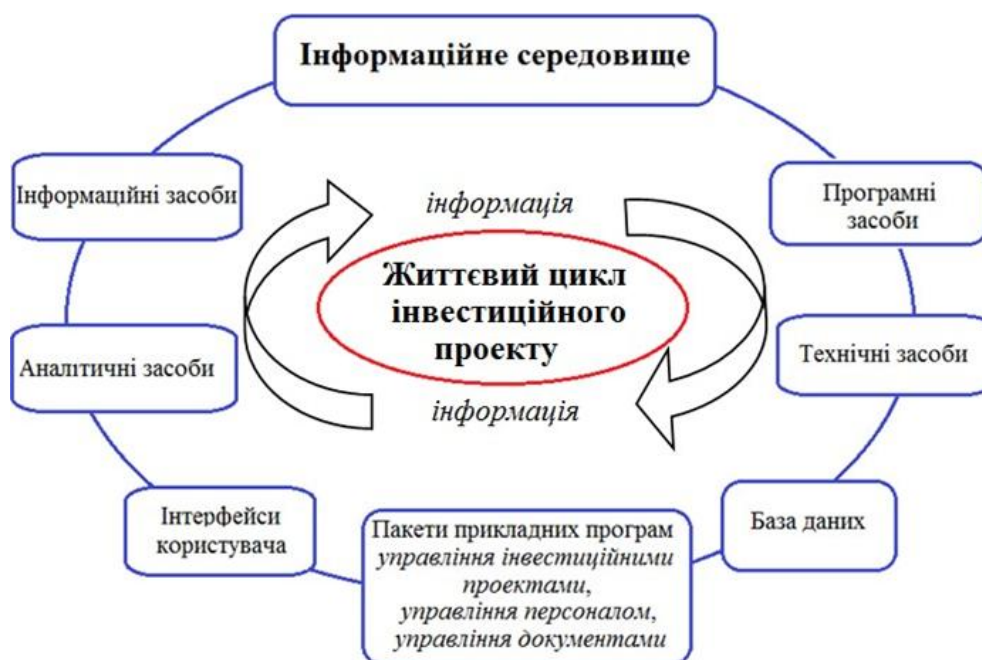 Інформаційне середовище
Інформаційні засоби
Програмні
засоби
інформація
Життєвий цикл
інвестиційного
проекту
інформація
Аналітичні засоби
Технічні засоби
Інтерфейси
користувача
Пакети прикладних програм
управління інвестиційними
проектами,
управління персоналом,
управління документами
База даних